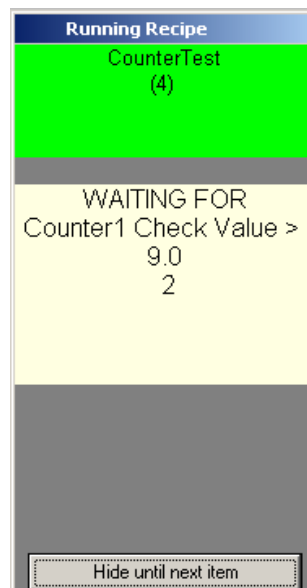 Running Recipe
CounterTest
(4)
WAITING FOR
Counter1 Check Value >
9.0
2
Hide until next item